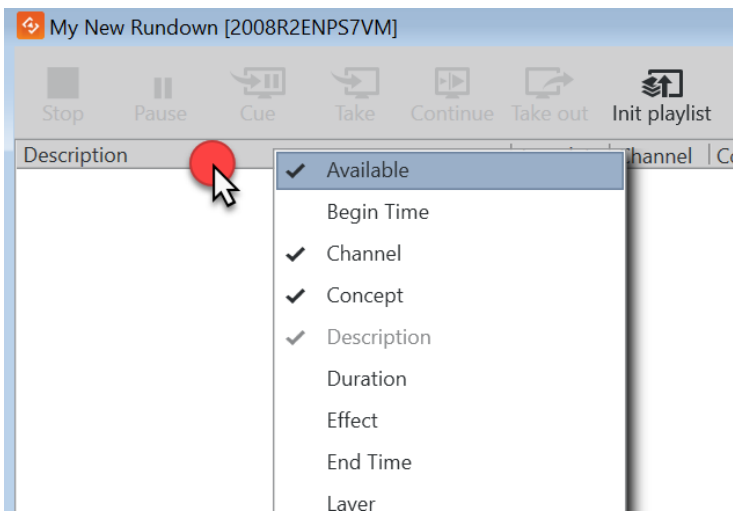 My New Rundown [2008R2ENPS7VM]
Stop Pause Cue Take Continue Take out Init playlist
Description hannel
Available
Begin Time
Channel
Concept
Description
Duration
Effect
End Time
Layer